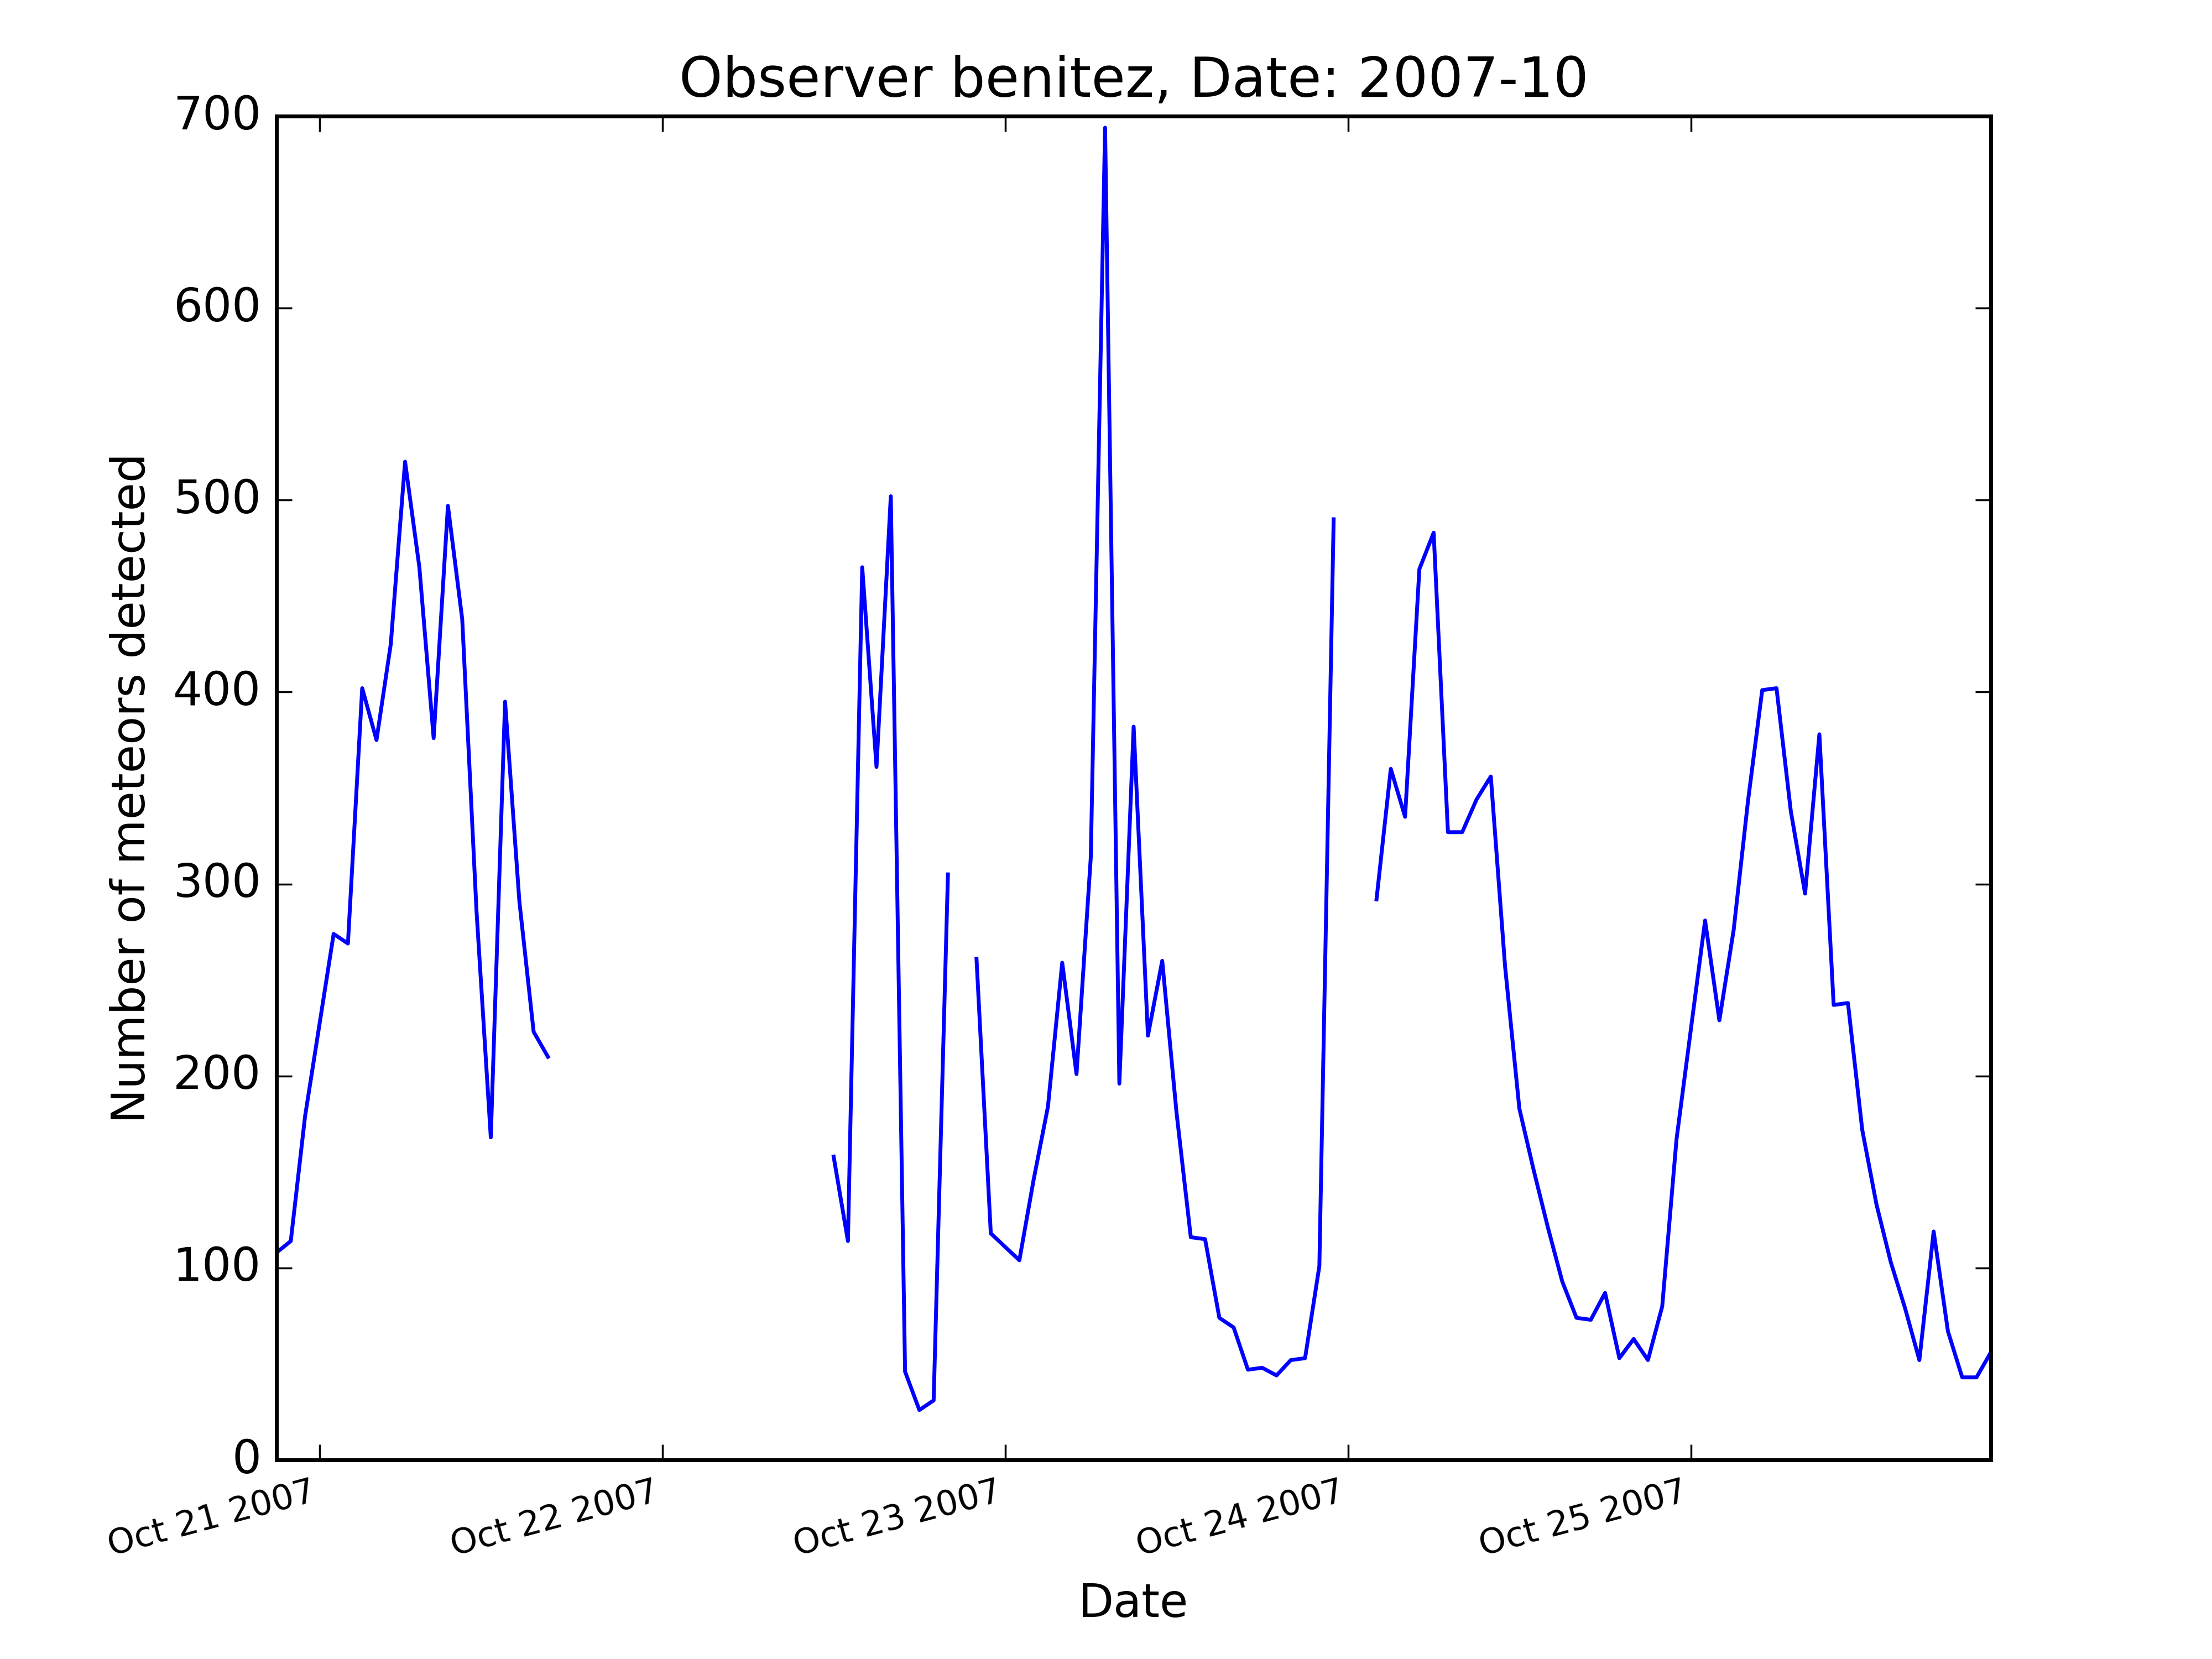 Observer benitez, Date: 2007-10
Number of meteors detected
700
600
500
400
300
200
100
0
Oct 21 2007
Oct 22 2007
Oct 23 2007
Oct 24 2007
Oct 25 2007
Date